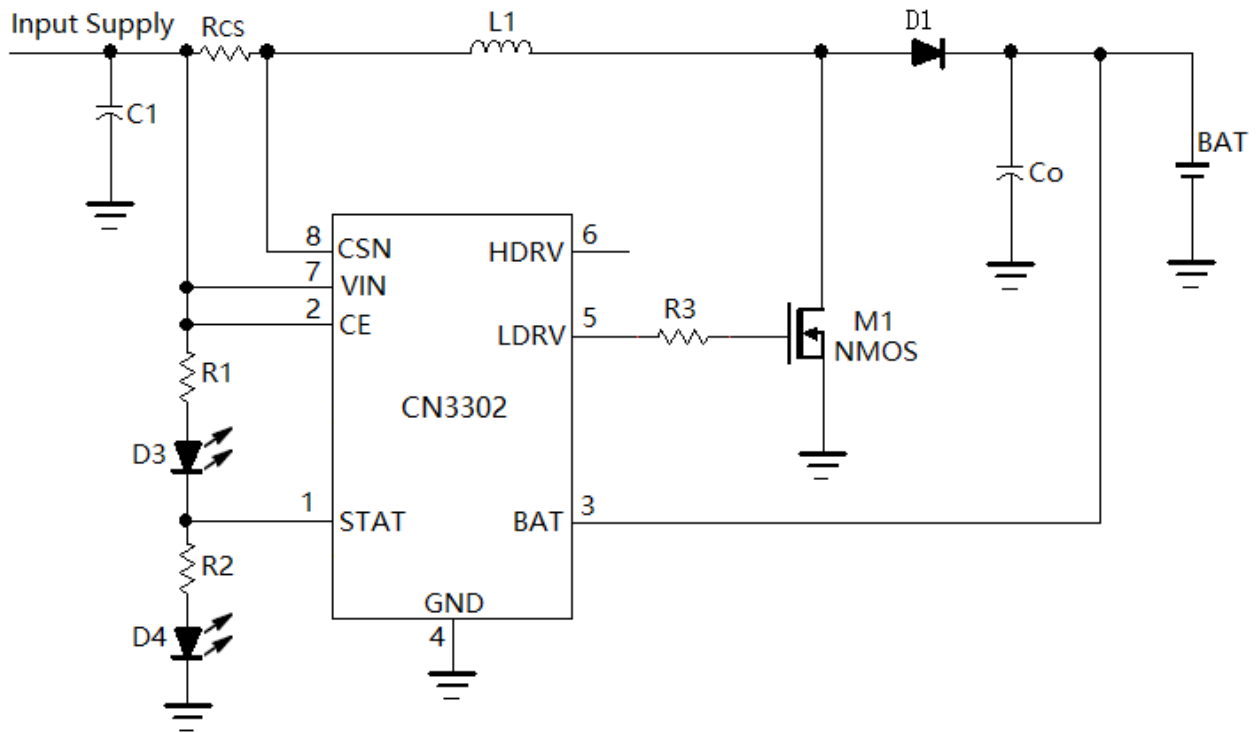 Input Supply
RCS
L1
D1
C1
Co
BAT
8
CSN
HDRV
6
7
VIN
2
CE
LDRV
5
R3
M1
NMOS
R1
CN3302
D3
1
STAT
BAT
3
R2
GND
D4
4